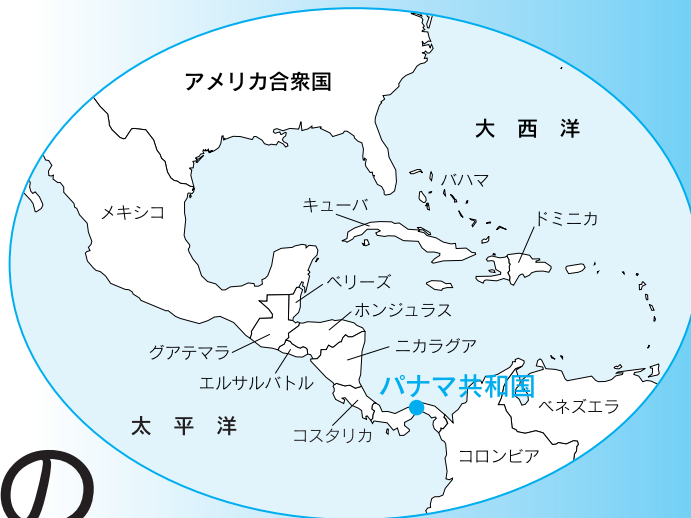 アメリカ合衆国
大 西 洋
バハマ
メキシコ
キューバ
ドミニカ
ベリーズ
ホンジュラス
グアテマラ
ニカラグア
エルサルバトル
パナマ共和国
ベネズエラ
太 平 洋
コスタリカ
コロンビア
の